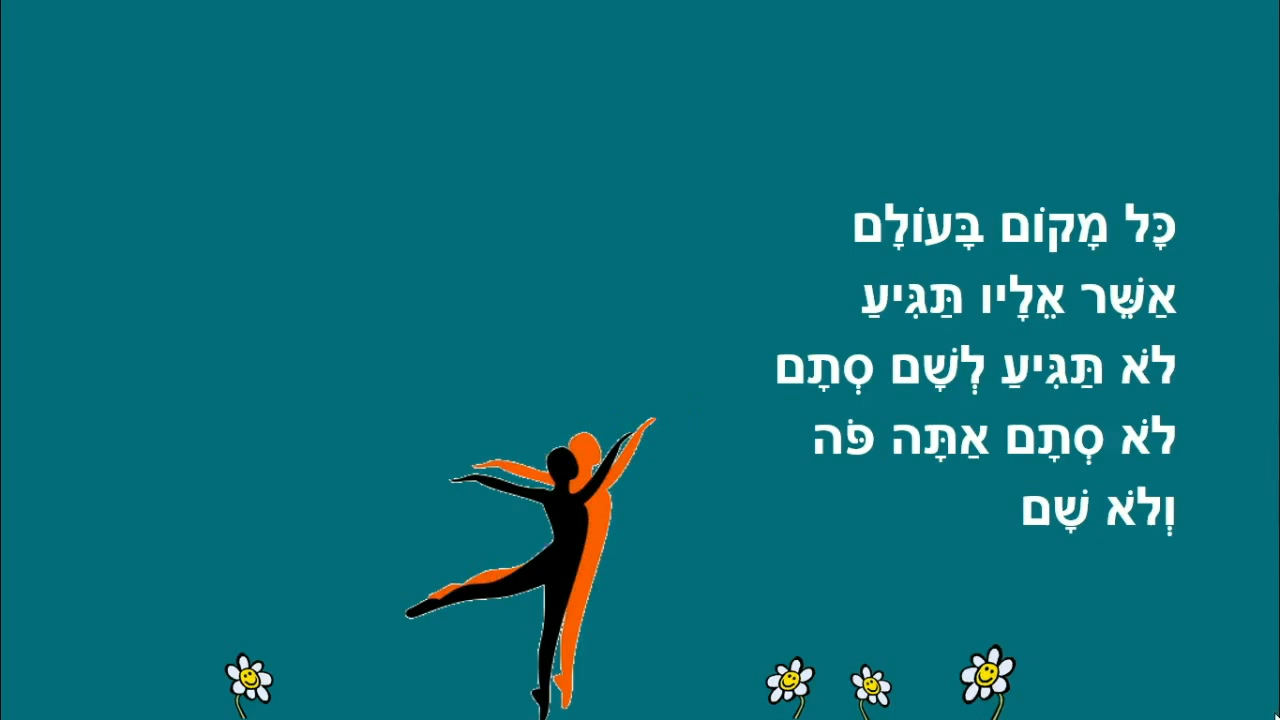 כָּל מָקוֹם בָּעוֹלָם
אַשֶּׁר אֵלָיו תַּגִּיעַ
לֹא תַּגִּיעַ לְשָׁם סְתָם
לֹא סְתָם אַתָּה פֹּה
וְלֹא שָׁם